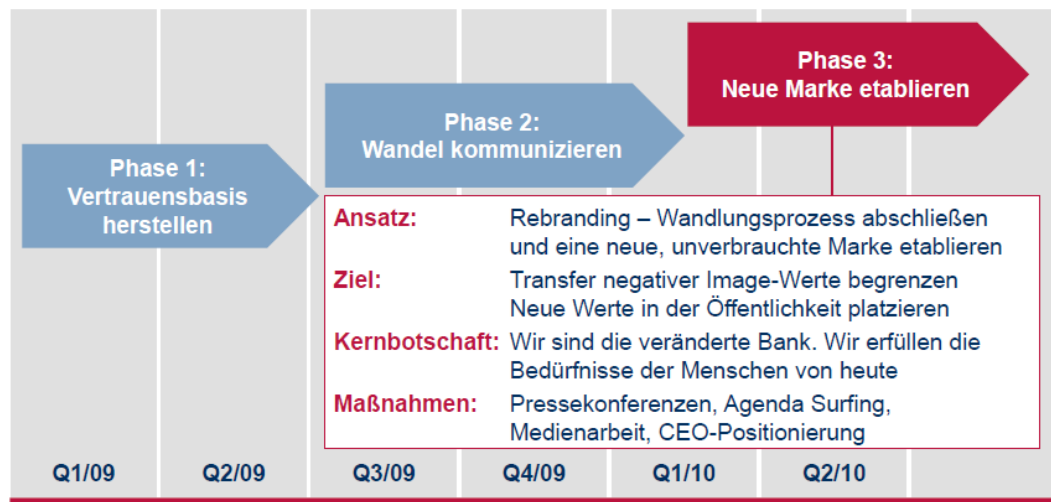 Phase 3:
Neue Marke etablieren
Phase 2:
Wandel kommunizieren
Phase 1:
Vertrauensbasis
herstellen
Ansatz: Rebranding – Wandlungsprozess abschließen
und eine neue, unverbrauchte Marke etablieren
Ziel: Transfer negativer Image-Werte begrenzen
Neue Werte in der Öffentlichkeit platzieren
Kernbotschaft: Wir sind die veränderte Bank. Wir erfüllen die
Bedürfnisse der Menschen von heute
Maßnahmen: Pressekonferenzen, Agenda Surfing,
Medienarbeit, CEO-Positionierung
Q1/09 Q2/09 Q3/09 Q4/09 Q1/10 Q2/10